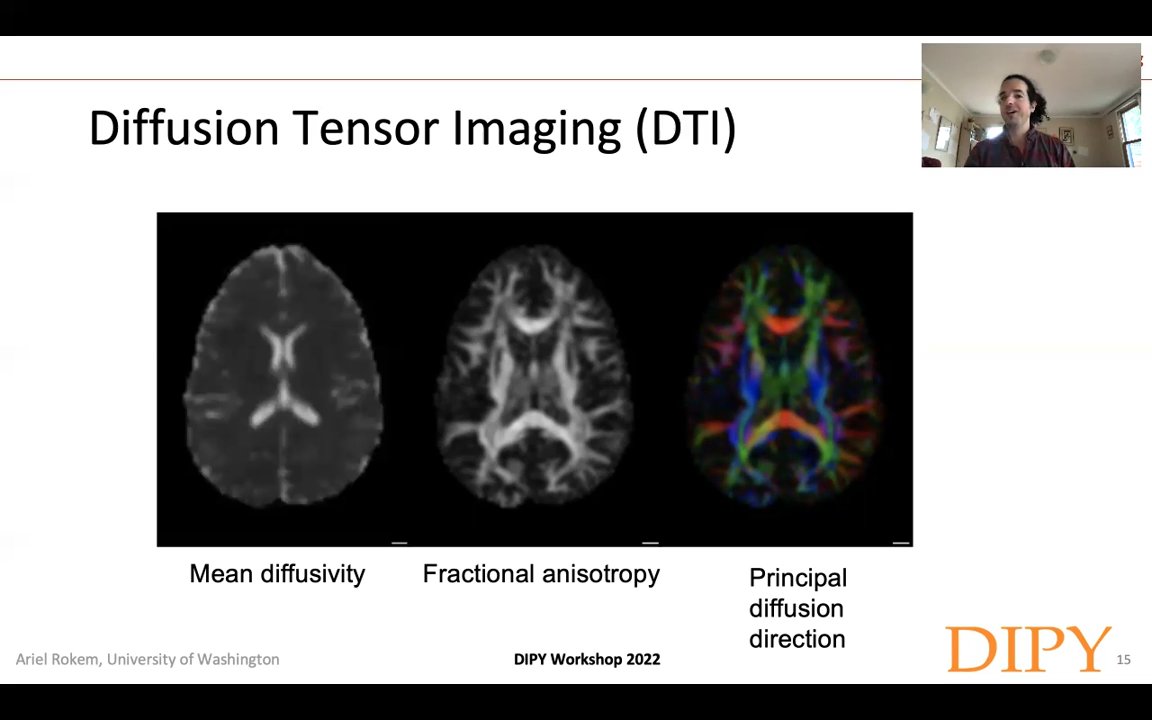 Diffusion Tensor Imaging (DTI)
Mean diffusivity
Fractional anisotropy
Principal
diffusion
direction
Ariel Rokem, University of Washington
DIPY Workshop 2022
DIPY
15